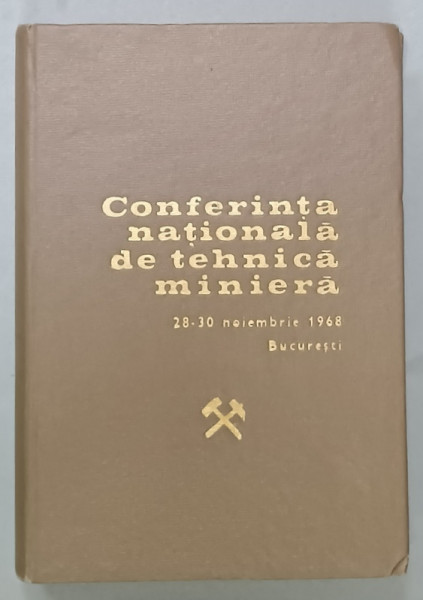 Conferința
națională
de tehnică
minieră
28-30 noiembrie 1968
București